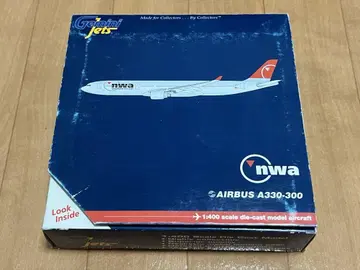 Gemini
Jets
Made for Collectors . . . By Collectors™
nwa
nwa
AIRBUS A330-300
Look
Inside
1:400 scale die-cast model aircraft
Jets